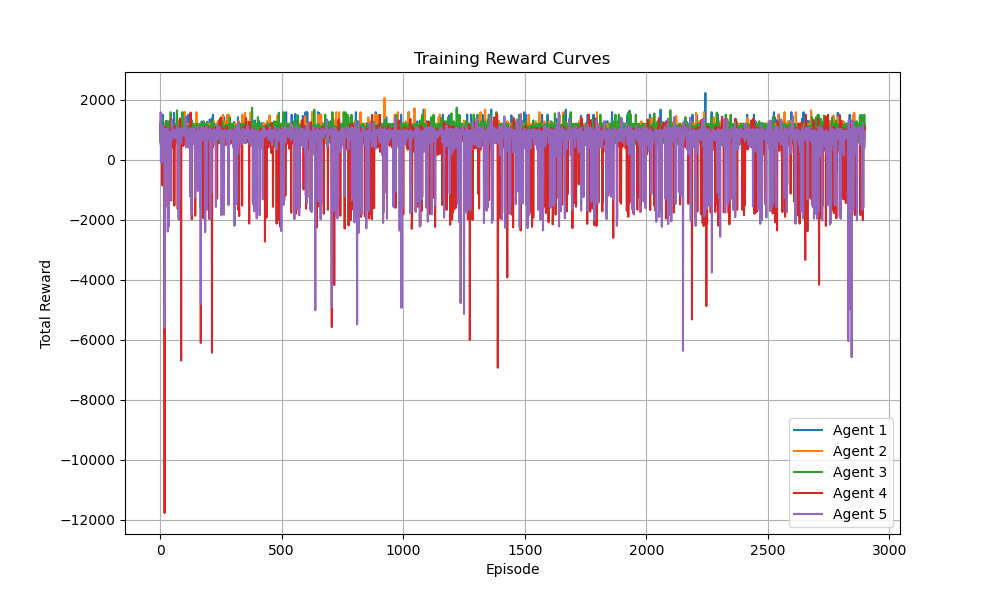 Training Reward Curves
Total Reward
2000
0
−2000
−4000
−6000
−8000
−10000
−12000
0 500 1000 1500 2000 2500 3000
Episode
Agent 1
Agent 2
Agent 3
Agent 4
Agent 5